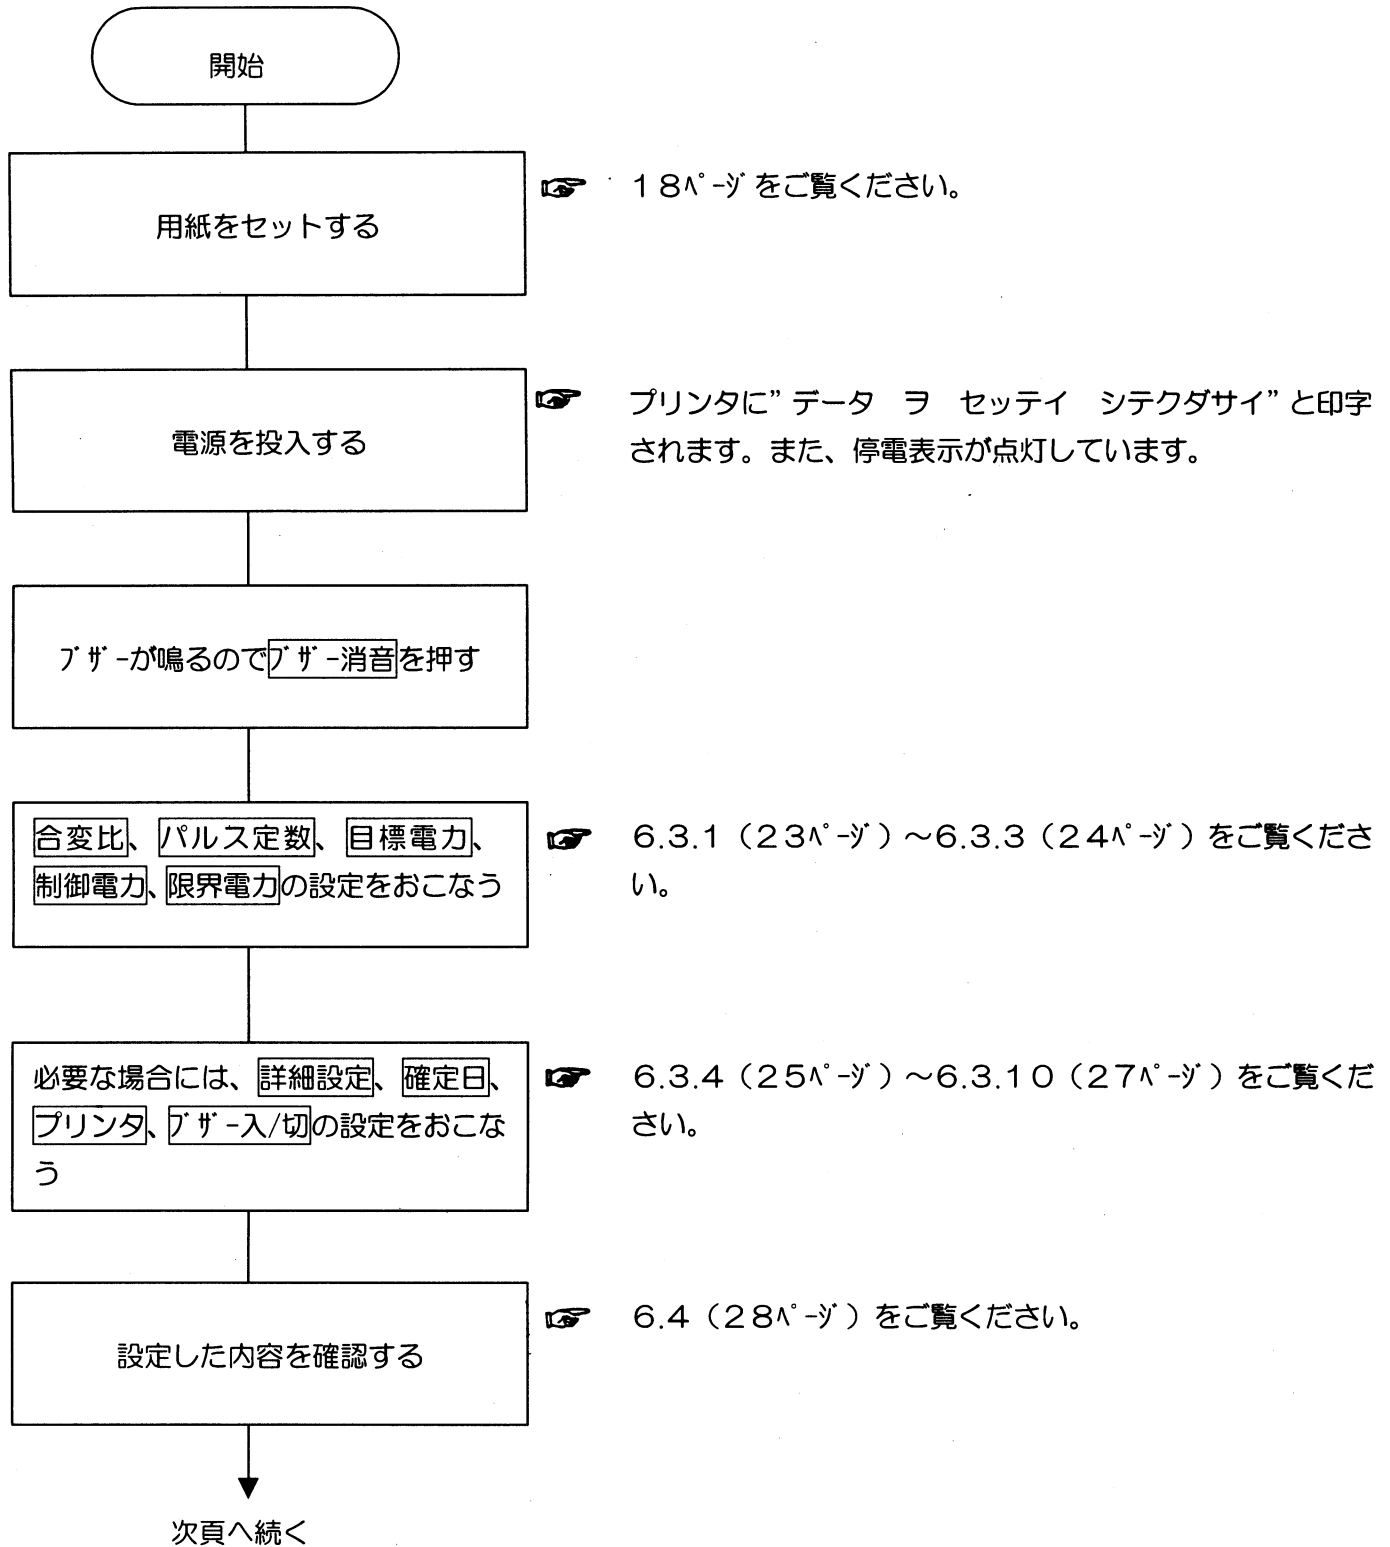 開始
用紙をセットする
☞ 18ﾍﾟｰｼﾞをご覧ください。
電源を投入する
☞ プリンタに”データ　ヲ　セッテイ　シテクダサイ”と印字
されます。また、停電表示が点灯しています。
ﾌﾞｻﾞｰが鳴るのでﾌﾞｻﾞｰ消音を押す
合変比、パルス定数、目標電力、
制御電力、限界電力の設定をおこなう
☞ 6.3.1（23ﾍﾟｰｼﾞ）～6.3.3（24ﾍﾟｰｼﾞ）をご覧くださ
い。
必要な場合には、詳細設定、確定日、
プリンタ、ﾌﾞｻﾞｰ入/切の設定をおこな
う
☞ 6.3.4（25ﾍﾟｰｼﾞ）～6.3.10（27ﾍﾟｰｼﾞ）をご覧くだ
さい。
設定した内容を確認する
☞ 6.4（28ﾍﾟｰｼﾞ）をご覧ください。
次頁へ続く